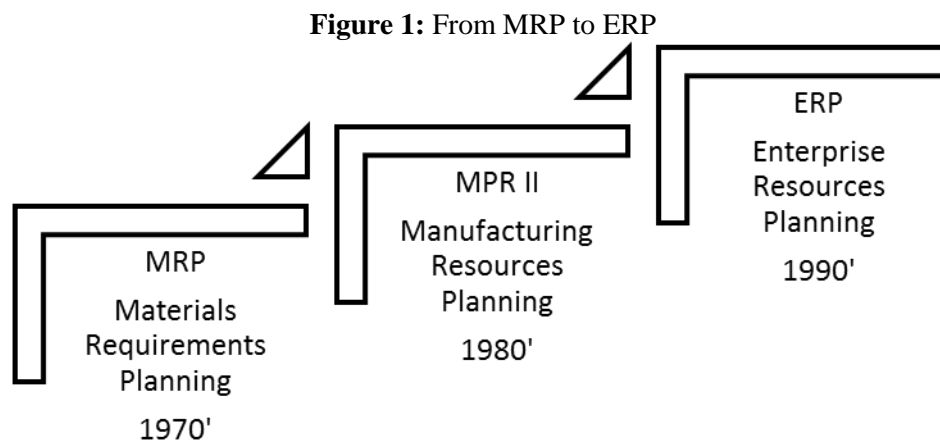 Figure 1: From MRP to ERP
MRP
Materials
Requirements
Planning
1970'
MPR II
Manufacturing
Resources
Planning
1980'
ERP
Enterprise
Resources
Planning
1990'